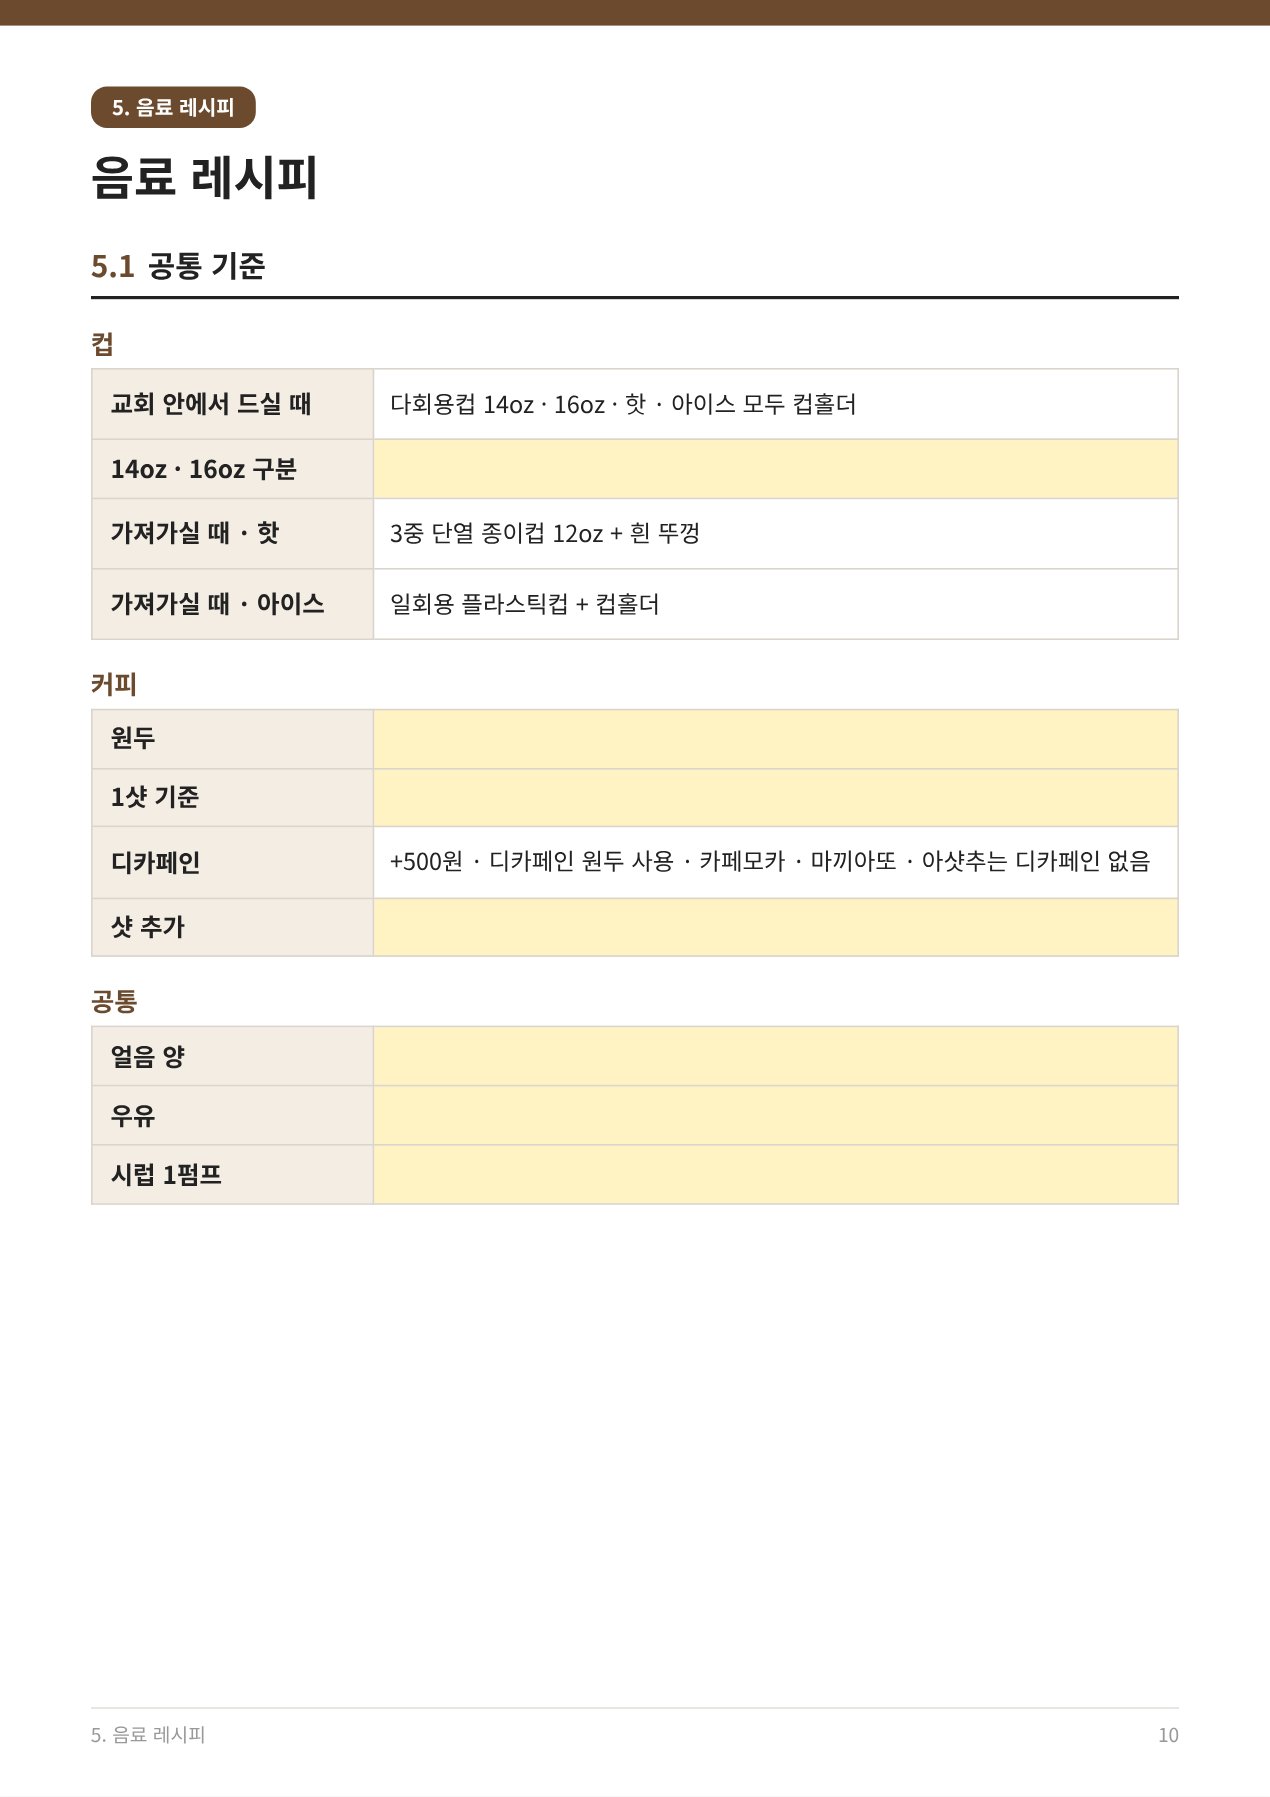 5. 음료 레시피
음료 레시피
5.1 공통 기준
컵
교회 안에서 드실 때 다회용컵 14oz · 16oz · 핫 · 아이스 모두 컵홀더
14oz · 16oz 구분
가져가실 때 · 핫 3중 단열 종이컵 12oz + 흰 뚜껑
가져가실 때 · 아이스 일회용 플라스틱컵 + 컵홀더
커피
원두
1샷 기준
디카페인 +500원 · 디카페인 원두 사용 · 카페모카 · 마끼아또 · 아샷추는 디카페인 없음
샷 추가
공통
얼음 양
우유
시럽 1펌프
5. 음료 레시피 10